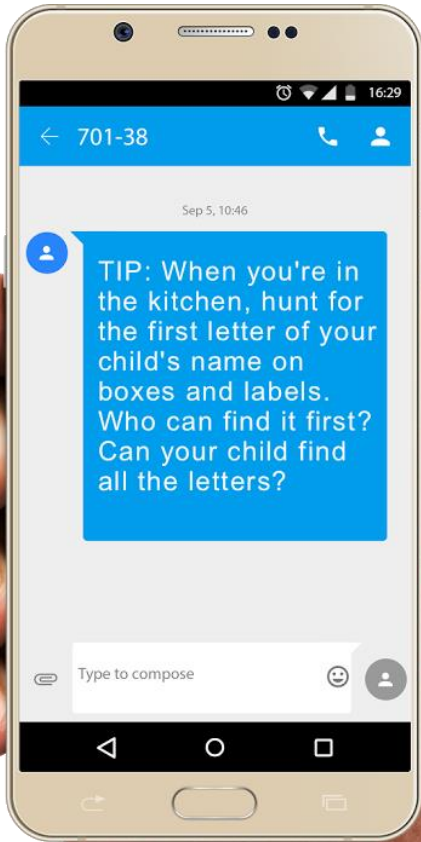 16:29
701-38
Sep 5, 10:46
TIP: When you're in
the kitchen, hunt for
the first letter of your
child's name on
boxes and labels.
Who can find it first?
Can your child find
all the letters?
Type to compose